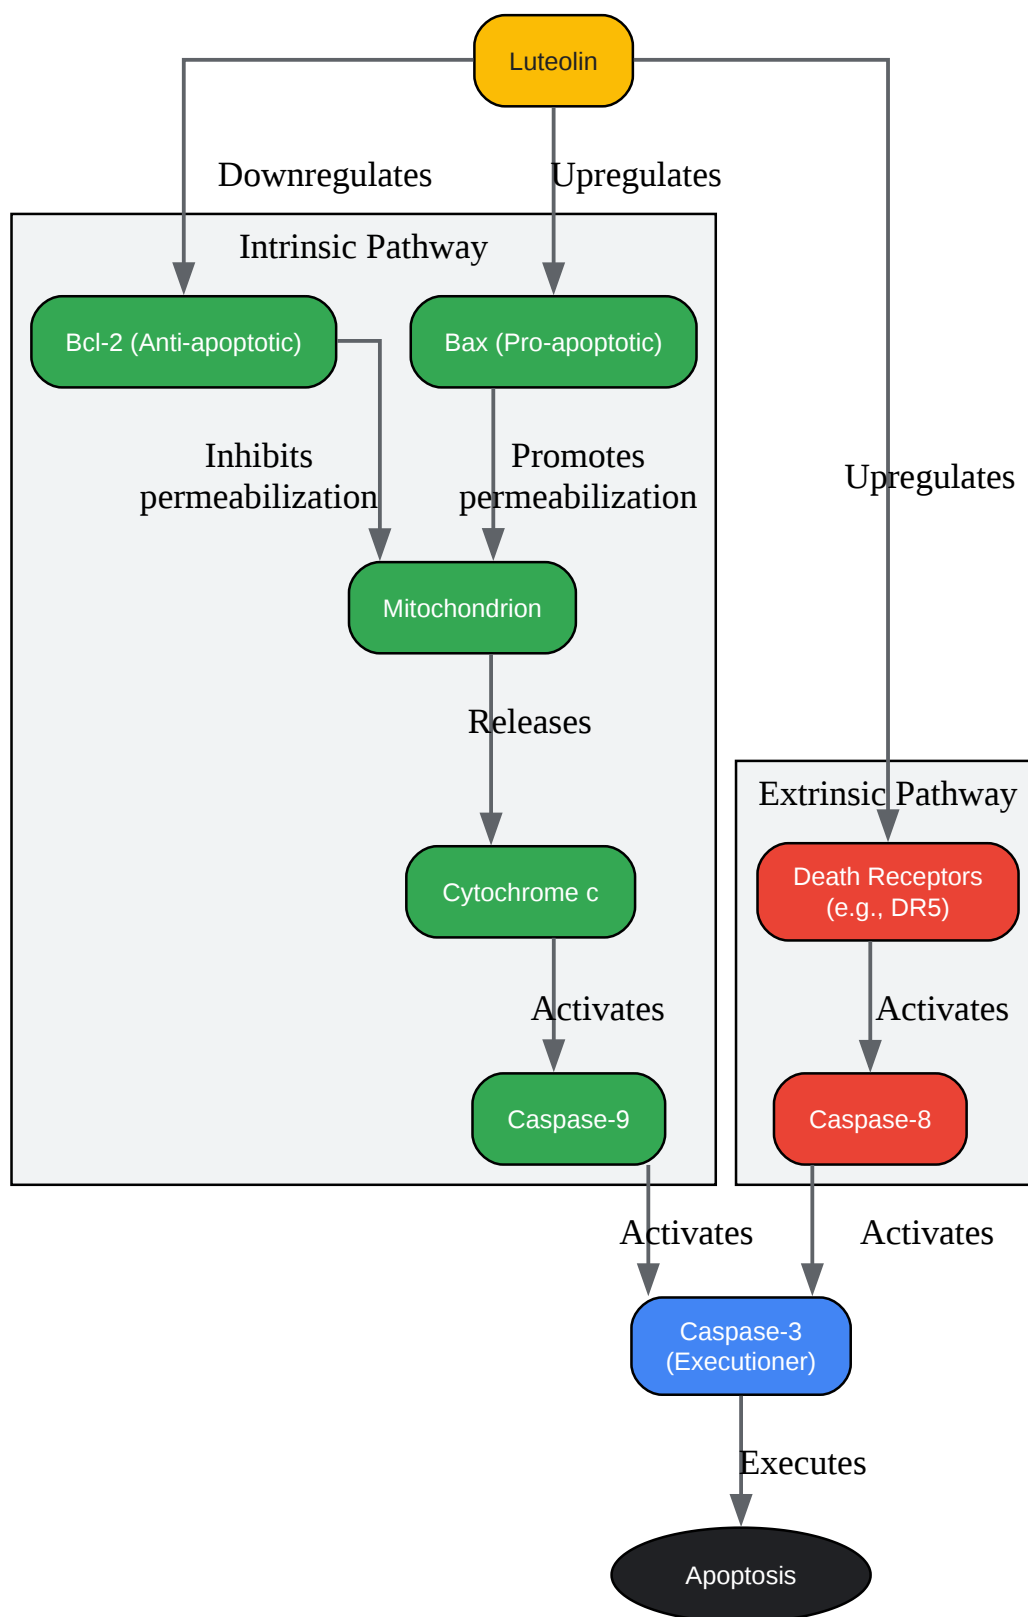 Luteolin
Downregulates
Upregulates
Intrinsic Pathway
Bcl-2 (Anti-apoptotic)
Bax (Pro-apoptotic)
Inhibits
permeabilization
Promotes
permeabilization
Upregulates
Mitochondrion
Releases
Extrinsic Pathway
Cytochrome c
Death Receptors
(e.g., DR5)
Activates
Activates
Caspase-9
Caspase-8
Activates
Activates
Caspase-3
(Executioner)
Executes
Apoptosis